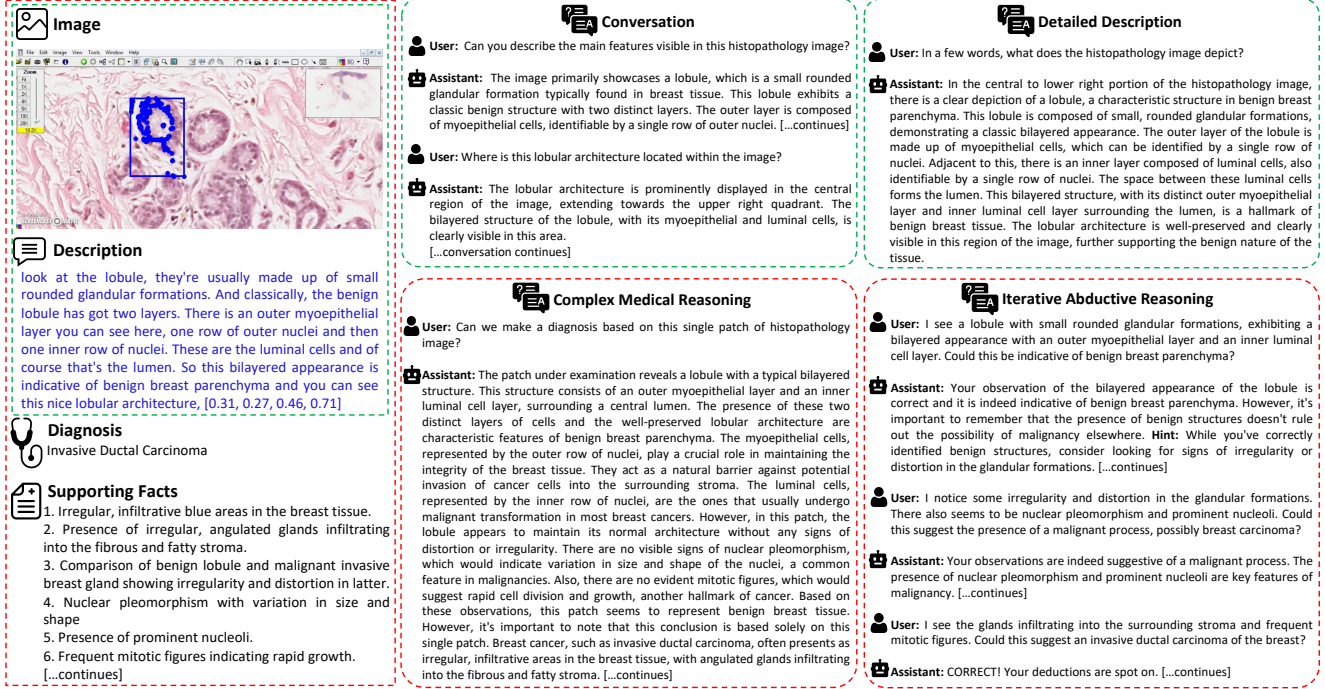 Image
File Edit Image View Tools Window Help
Zoom
Fit
1X
2X
4X
10X
20X
40X
SCREENCAST-O-MATIC
Description
look at the lobule, they're usually made up of small
rounded glandular formations. And classically, the benign
lobule has got two layers. There is an outer myoepithelial
layer you can see here, one row of outer nuclei and then
one inner row of nuclei. These are the luminal cells and of
course that's the lumen. So this bilayered appearance is
indicative of benign breast parenchyma and you can see
this nice lobular architecture, [0.31, 0.27, 0.46, 0.71]
Diagnosis
Invasive Ductal Carcinoma
Supporting Facts
1. Irregular, infiltrative blue areas in the breast tissue.
2. Presence of irregular, angulated glands infiltrating
into the fibrous and fatty stroma.
3. Comparison of benign lobule and malignant invasive
breast gland showing irregularity and distortion in latter.
4. Nuclear pleomorphism with variation in size and
shape
5. Presence of prominent nucleoli.
6. Frequent mitotic figures indicating rapid growth.
[...continues]
Conversation
User: Can you describe the main features visible in this histopathology image?
Assistant: The image primarily showcases a lobule, which is a small rounded
glandular formation typically found in breast tissue. This lobule exhibits a
classic benign structure with two distinct layers. The outer layer is composed
of myoepithelial cells, identifiable by a single row of outer nuclei. [...continues]
User: Where is this lobular architecture located within the image?
Assistant: The lobular architecture is prominently displayed in the central
region of the image, extending towards the upper right quadrant. The
bilayered structure of the lobule, with its myoepithelial and luminal cells, is
clearly visible in this area.
[...conversation continues]
Detailed Description
User: In a few words, what does the histopathology image depict?
Assistant: In the central to lower right portion of the histopathology image,
there is a clear depiction of a lobule, a characteristic structure in benign breast
parenchyma. This lobule is composed of small, rounded glandular formations,
demonstrating a classic bilayered appearance. The outer layer of the lobule is
made up of myoepithelial cells, which can be identified by a single row of
nuclei. Adjacent to this, there is an inner layer composed of luminal cells, also
identifiable by a single row of nuclei. The space between these luminal cells
forms the lumen. This bilayered structure, with its distinct outer myoepithelial
layer and inner luminal cell layer surrounding the lumen, is a hallmark of
benign breast tissue. The lobular architecture is well-preserved and clearly
visible in this region of the image, further supporting the benign nature of the
tissue.
Complex Medical Reasoning
User: Can we make a diagnosis based on this single patch of histopathology
image?
Assistant: The patch under examination reveals a lobule with a typical bilayered
structure. This structure consists of an outer myoepithelial layer and an inner
luminal cell layer, surrounding a central lumen. The presence of these two
distinct layers of cells and the well-preserved lobular architecture are
characteristic features of benign breast parenchyma. The myoepithelial cells,
represented by the outer row of nuclei, play a crucial role in maintaining the
integrity of the breast tissue. They act as a natural barrier against potential
invasion of cancer cells into the surrounding stroma. The luminal cells,
represented by the inner row of nuclei, are the ones that usually undergo
malignant transformation in most breast cancers. However, in this patch, the
lobule appears to maintain its normal architecture without any signs of
distortion or irregularity. There are no visible signs of nuclear pleomorphism,
which would indicate variation in size and shape of the nuclei, a common
feature in malignancies. Also, there are no evident mitotic figures, which would
suggest rapid cell division and growth, another hallmark of cancer. Based on
these observations, this patch seems to represent benign breast tissue.
However, it's important to note that this conclusion is based solely on this
single patch. Breast cancer, such as invasive ductal carcinoma, often presents as
irregular, infiltrative areas in the breast tissue, with angulated glands infiltrating
into the fibrous and fatty stroma. [...continues]
Iterative Abductive Reasoning
User: I see a lobule with small rounded glandular formations, exhibiting a
bilayered appearance with an outer myoepithelial layer and an inner luminal
cell layer. Could this be indicative of benign breast parenchyma?
Assistant: Your observation of the bilayered appearance of the lobule is
correct and it is indeed indicative of benign breast parenchyma. However, it's
important to remember that the presence of benign structures doesn't rule
out the possibility of malignancy elsewhere. Hint: While you've correctly
identified benign structures, consider looking for signs of irregularity or
distortion in the glandular formations. [...continues]
User: I notice some irregularity and distortion in the glandular formations.
There also seems to be nuclear pleomorphism and prominent nucleoli. Could
this suggest the presence of a malignant process, possibly breast carcinoma?
Assistant: Your observations are indeed suggestive of a malignant process. The
presence of nuclear pleomorphism and prominent nucleoli are key features of
malignancy. [...continues]
User: I see the glands infiltrating into the surrounding stroma and frequent
mitotic figures. Could this suggest an invasive ductal carcinoma of the breast?
Assistant: CORRECT! Your deductions are spot on. [...continues]